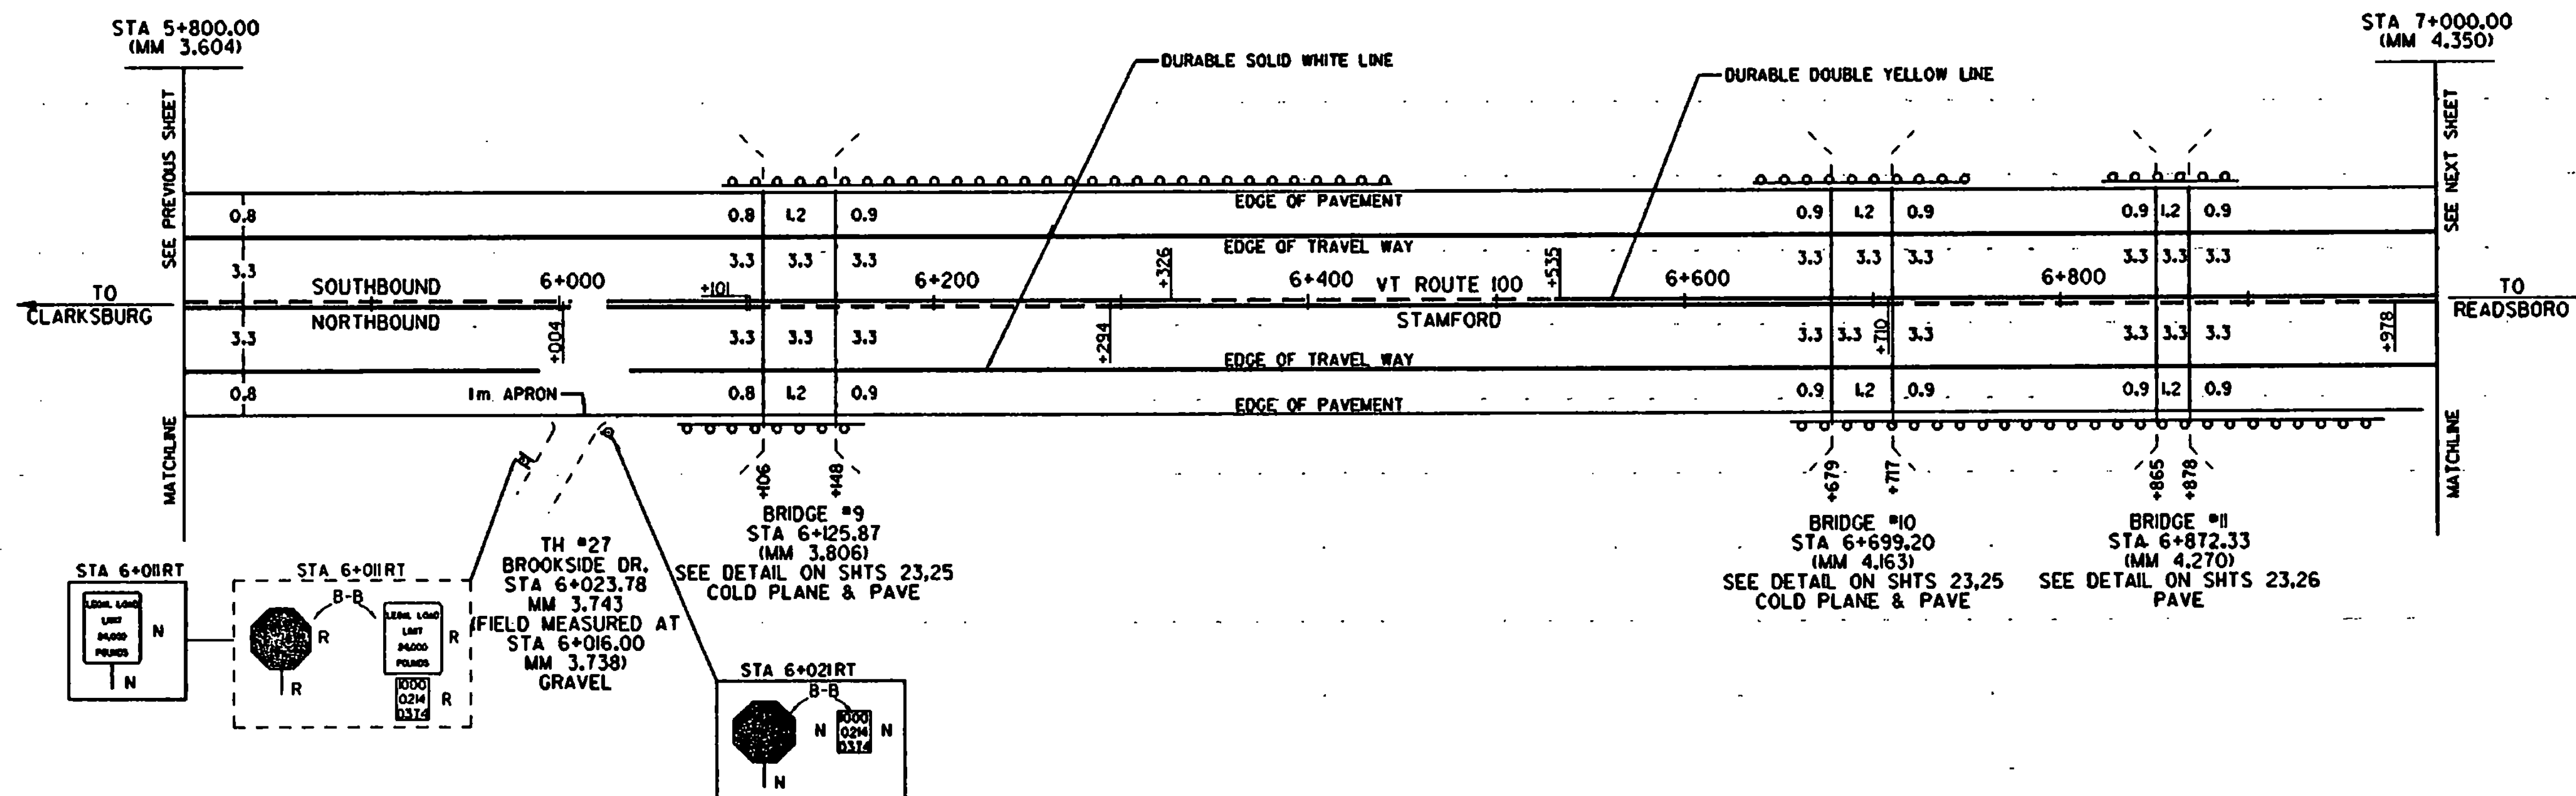 STA 5+800.00
(MM 3.604)
STA 7+000.00
(MM 4.350)
DURABLE SOLID WHITE LINE
DURABLE DOUBLE YELLOW LINE
SEE PREVIOUS SHEET
SEE NEXT SHEET
EDGE OF PAVEMENT
0.8
0.8 1.2 0.9
0.9 1.2 0.9
0.9 1.2 0.9
EDGE OF TRAVEL WAY
3.3
3.3 3.3 3.3
3.3 3.3 3.3
3.3 3.3 3.3
TO
CLARKSBURG
SOUTHBOUND
NORTHBOUND
6+000
+004
+101
6+200
+294
+326
6+400
VT ROUTE 100
STAMFORD
+535
6+600
+710
6+800
+978
TO
READSBORO
3.3
3.3 3.3 3.3
3.3 3.3 3.3
3.3 3.3 3.3
EDGE OF TRAVEL WAY
0.8
0.8 1.2 0.9
0.9 1.2 0.9
0.9 1.2 0.9
EDGE OF PAVEMENT
1m APRON
MATCHLINE
MATCHLINE
+106
+148
+679
+717
+865
+878
BRIDGE #9
STA 6+125.87
(MM 3.806)
SEE DETAIL ON SHTS 23,25
COLD PLANE & PAVE
BRIDGE #10
STA 6+699.20
(MM 4.163)
SEE DETAIL ON SHTS 23,25
COLD PLANE & PAVE
BRIDGE #11
STA 6+872.33
(MM 4.270)
SEE DETAIL ON SHTS 23,26
PAVE
TH #27
BROOKSIDE DR.
STA 6+023.78
MM 3.743
(FIELD MEASURED AT
STA 6+016.00
MM 3.738)
GRAVEL
STA 6+011RT
LEGAL LOAD
LIMIT
24,000
POUNDS
N
N
STA 6+011RT
B-B
R
R
LEGAL LOAD
LIMIT
24,000
POUNDS
R
1000
0214
0374
R
STA 6+021RT
B-B
N
1000
0214
0374
N
N